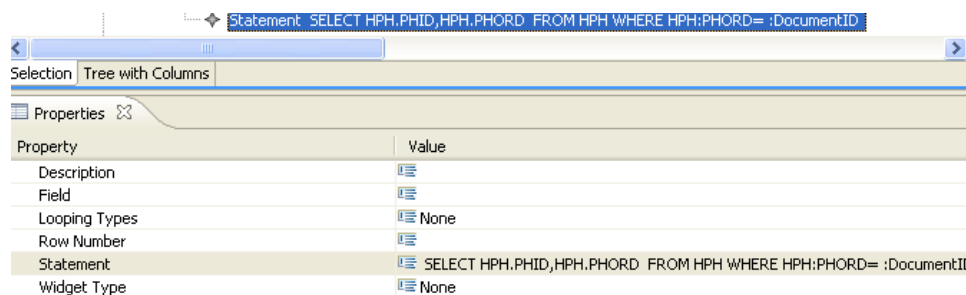 Statement SELECT HPH.PHID,HPH.PHORD FROM HPH WHERE HPH:PHORD= :DocumentID
Selection Tree with Columns
Properties
Property Value
Description
Field
Looping Types None
Row Number
Statement SELECT HPH.PHID,HPH.PHORD FROM HPH WHERE HPH:PHORD= :DocumentID
Widget Type None